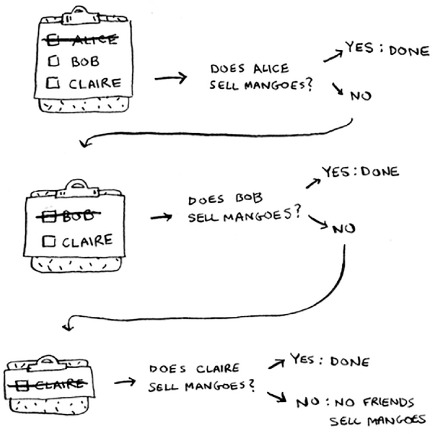 ALICE
BOB
CLAIRE
DOES ALICE
SELL MANGOES?
YES: DONE
NO
BOB
CLAIRE
DOES BOB
SELL MANGOES?
YES: DONE
NO
CLAIRE
DOES CLAIRE
SELL MANGOES?
YES: DONE
NO: NO FRIENDS
SELL MANGOES